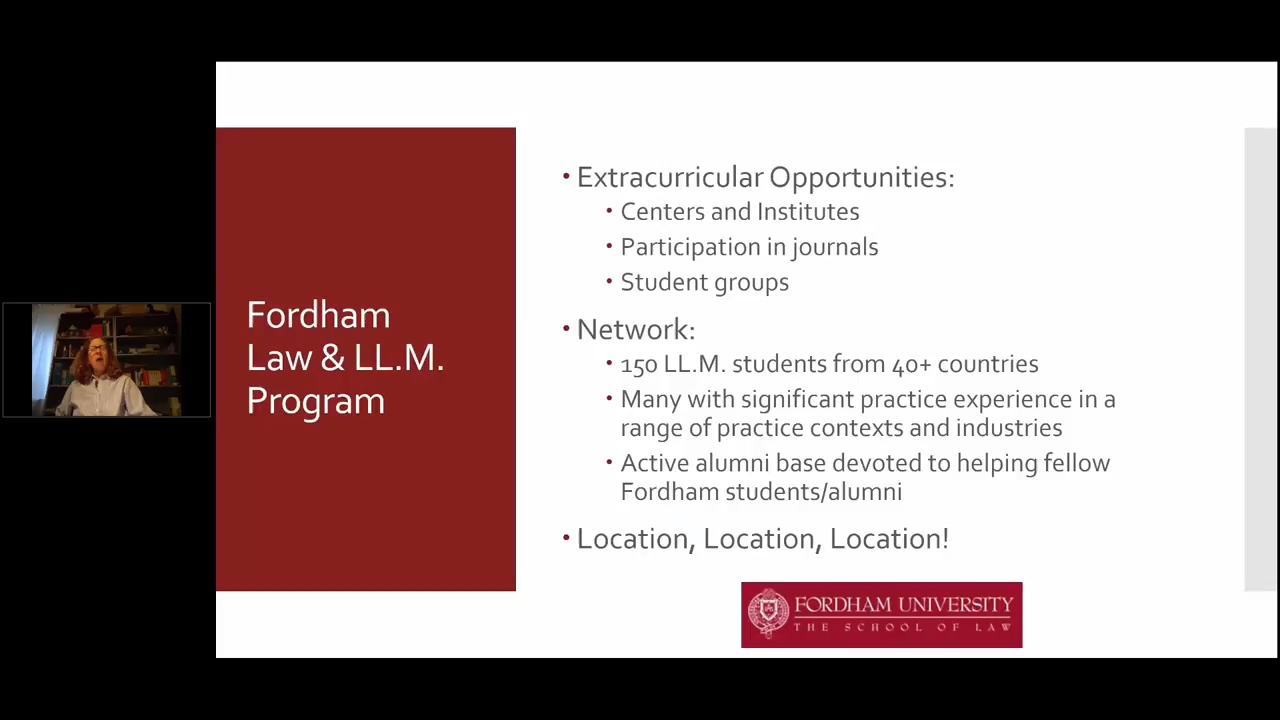 Fordham
Law & LL.M.
Program
• Extracurricular Opportunities:
• Centers and Institutes
• Participation in journals
• Student groups
• Network:
• 150 LL.M. students from 40+ countries
• Many with significant practice experience in a
range of practice contexts and industries
• Active alumni base devoted to helping fellow
Fordham students/alumni
• Location, Location, Location!
FORDHAM UNIVERSITY
THE SCHOOL OF LAW